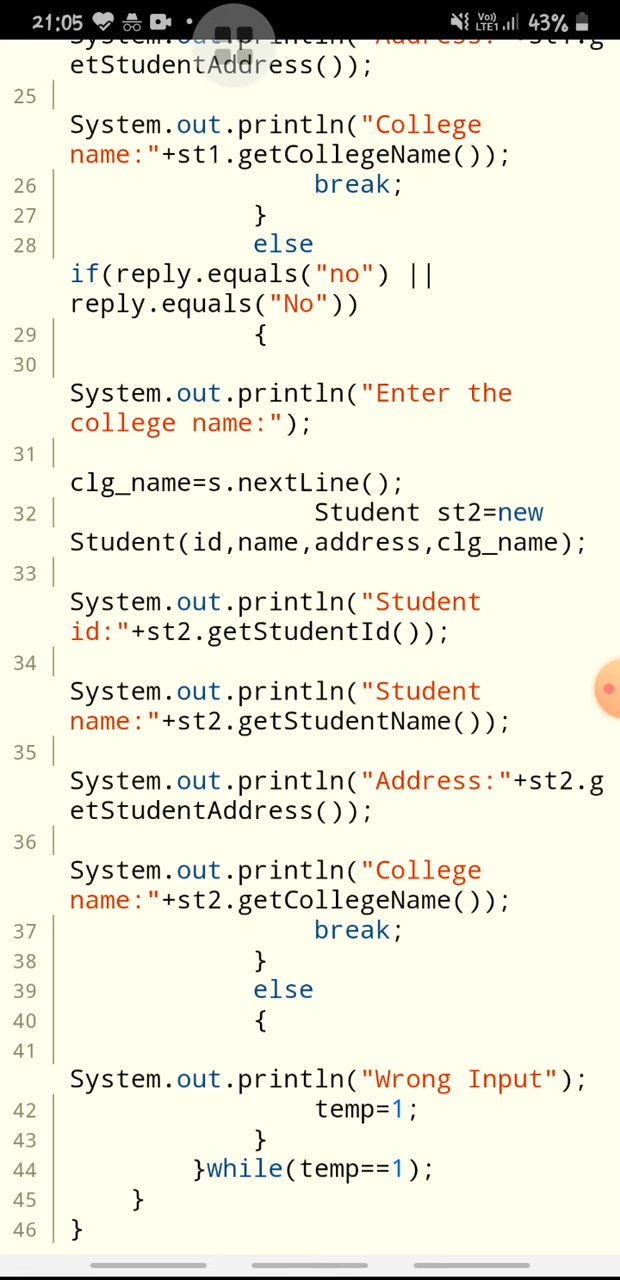 21:05 43%
System.out.println("Address:"+st1.g
etStudentAddress());
25
System.out.println("College
name:"+st1.getCollegeName());
26 break;
27 }
28 else
if(reply.equals("no") ||
reply.equals("No"))
29 {
30
System.out.println("Enter the
college name:");
31
clg_name=s.nextLine();
32 Student st2=new
Student(id,name,address,clg_name);
33
System.out.println("Student
id:"+st2.getStudentId());
34
System.out.println("Student
name:"+st2.getStudentName());
35
System.out.println("Address:"+st2.g
etStudentAddress());
36
System.out.println("College
name:"+st2.getCollegeName());
37 break;
38 }
39 else
40 {
41
System.out.println("Wrong Input");
42 temp=1;
43 }
44 }while(temp==1);
45 }
46 }